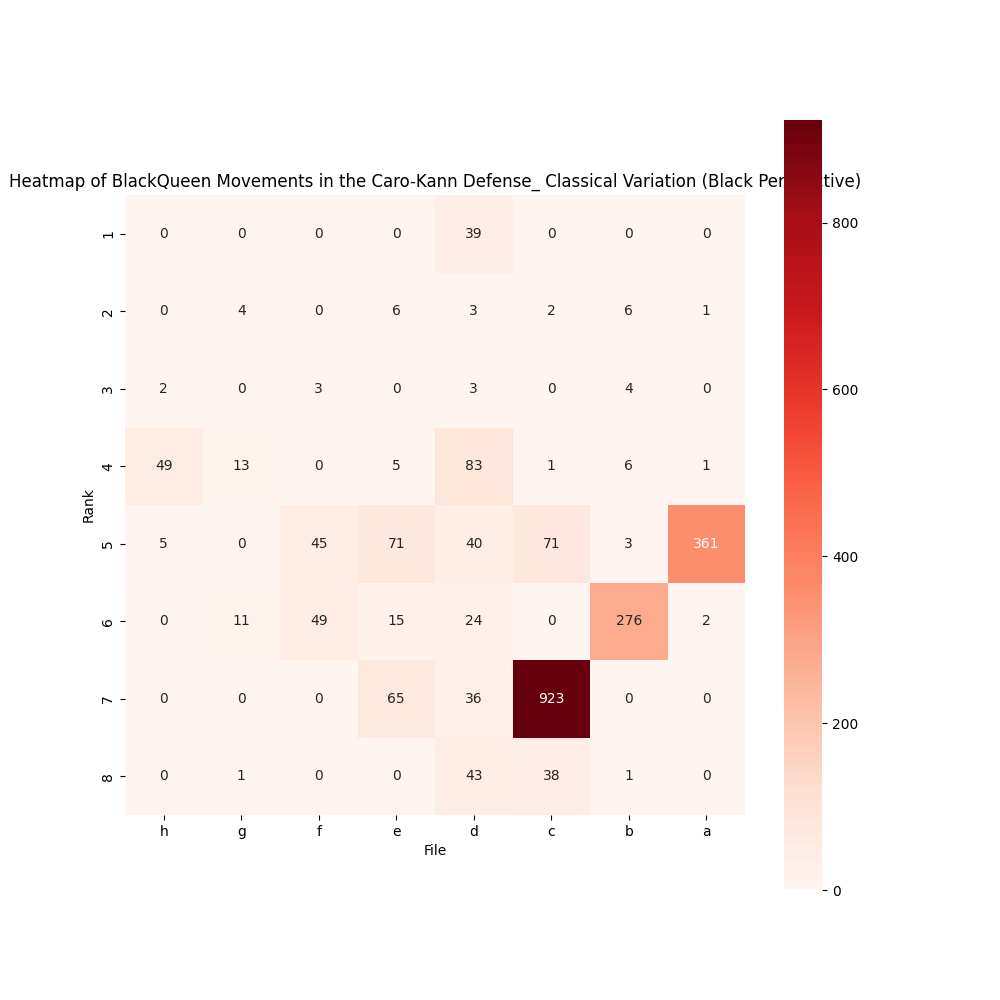 Heatmap of BlackQueen Movements in the Caro-Kann Defense_ Classical Variation (Black Per tive)
1 0 0 0 0 39 0 0 0
2 0 4 0 6 3 2 6 1
3 2 0 3 0 3 0 4 0
4 49 13 0 5 83 1 6 1
5 5 0 45 71 40 71 3 361
6 0 11 49 15 24 0 276 2
7 0 0 0 65 36 923 0 0
8 0 1 0 0 43 38 1 0
h g f e d c b a
Rank
File
800
600
400
200
0